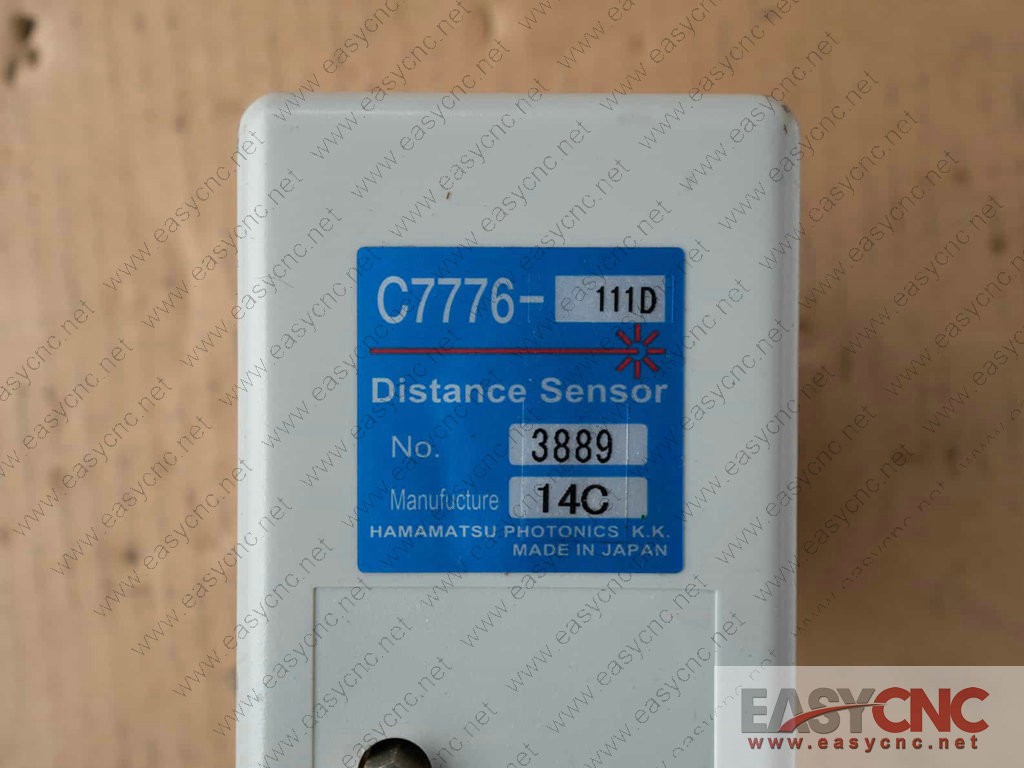 C7776- 111D
Distance Sensor
No. 3889
Manufucture 14C
HAMAMATSU PHOTONICS K.K.
MADE IN JAPAN
EASYCNC
www.easycnc.net